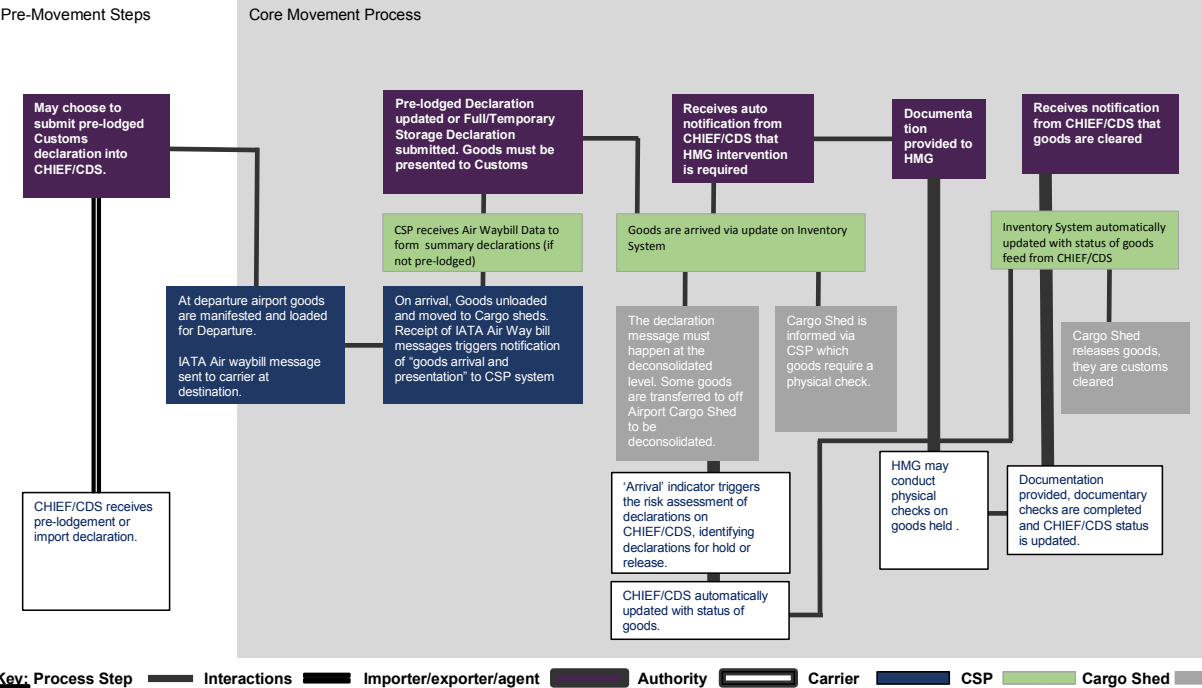 Pre-Movement Steps
Core Movement Process
May choose to
submit pre-lodged
Customs
declaration into
CHIEF/CDS.
Pre-lodged Declaration
updated or Full/Temporary
Storage Declaration
submitted. Goods must be
presented to Customs
Receives auto
notification from
CHIEF/CDS that
HMG intervention
is required
Documenta
tion
provided to
HMG
Receives notification
from CHIEF/CDS that
goods are cleared
CSP receives Air Waybill Data to
form summary declarations (if
not pre-lodged)
Goods are arrived via update on Inventory
System
Inventory System automatically
updated with status of goods
feed from CHIEF/CDS
At departure airport goods
are manifested and loaded
for Departure.
IATA Air waybill message
sent to carrier at
destination.
On arrival, Goods unloaded
and moved to Cargo sheds.
Receipt of IATA Air Way bill
messages triggers notification
of “goods arrival and
presentation” to CSP system
The declaration
message must
happen at the
deconsolidated
level. Some goods
are transferred to off
Airport Cargo Shed
to be
deconsolidated.
Cargo Shed is
informed via
CSP which
goods require a
physical check.
Cargo Shed
releases goods,
they are customs
cleared
CHIEF/CDS receives
pre-lodgement or
import declaration.
‘Arrival’ indicator triggers
the risk assessment of
declarations on
CHIEF/CDS, identifying
declarations for hold or
release.
HMG may
conduct
physical
checks on
goods held .
Documentation
provided, documentary
checks are completed
and CHIEF/CDS status
is updated.
CHIEF/CDS automatically
updated with status of
goods.
Key: Process Step Interactions Importer/exporter/agent Authority Carrier CSP Cargo Shed